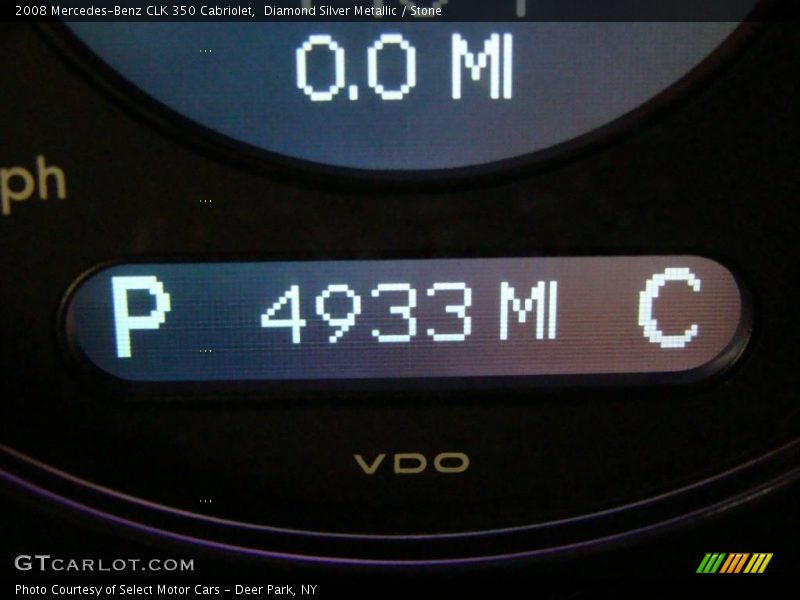 2008 Mercedes-Benz CLK 350 Cabriolet, Diamond Silver Metallic / Stone
0.0 MI
ph
P 4933 MI C
VDO
GTCARLOT.COM
Photo Courtesy of Select Motor Cars - Deer Park, NY